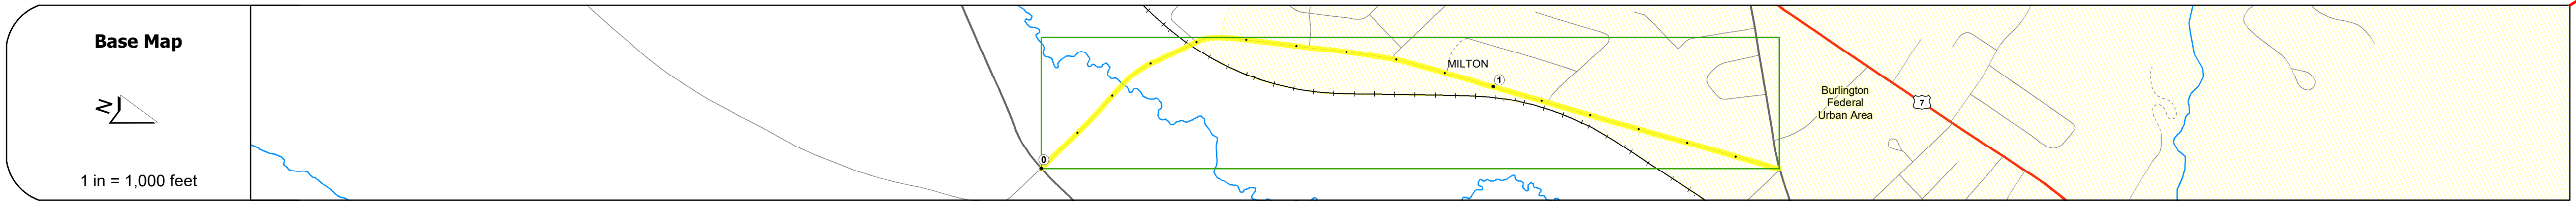 Base Map
N
1 in = 1,000 feet
0
MILTON
1
Burlington
Federal
Urban Area
7